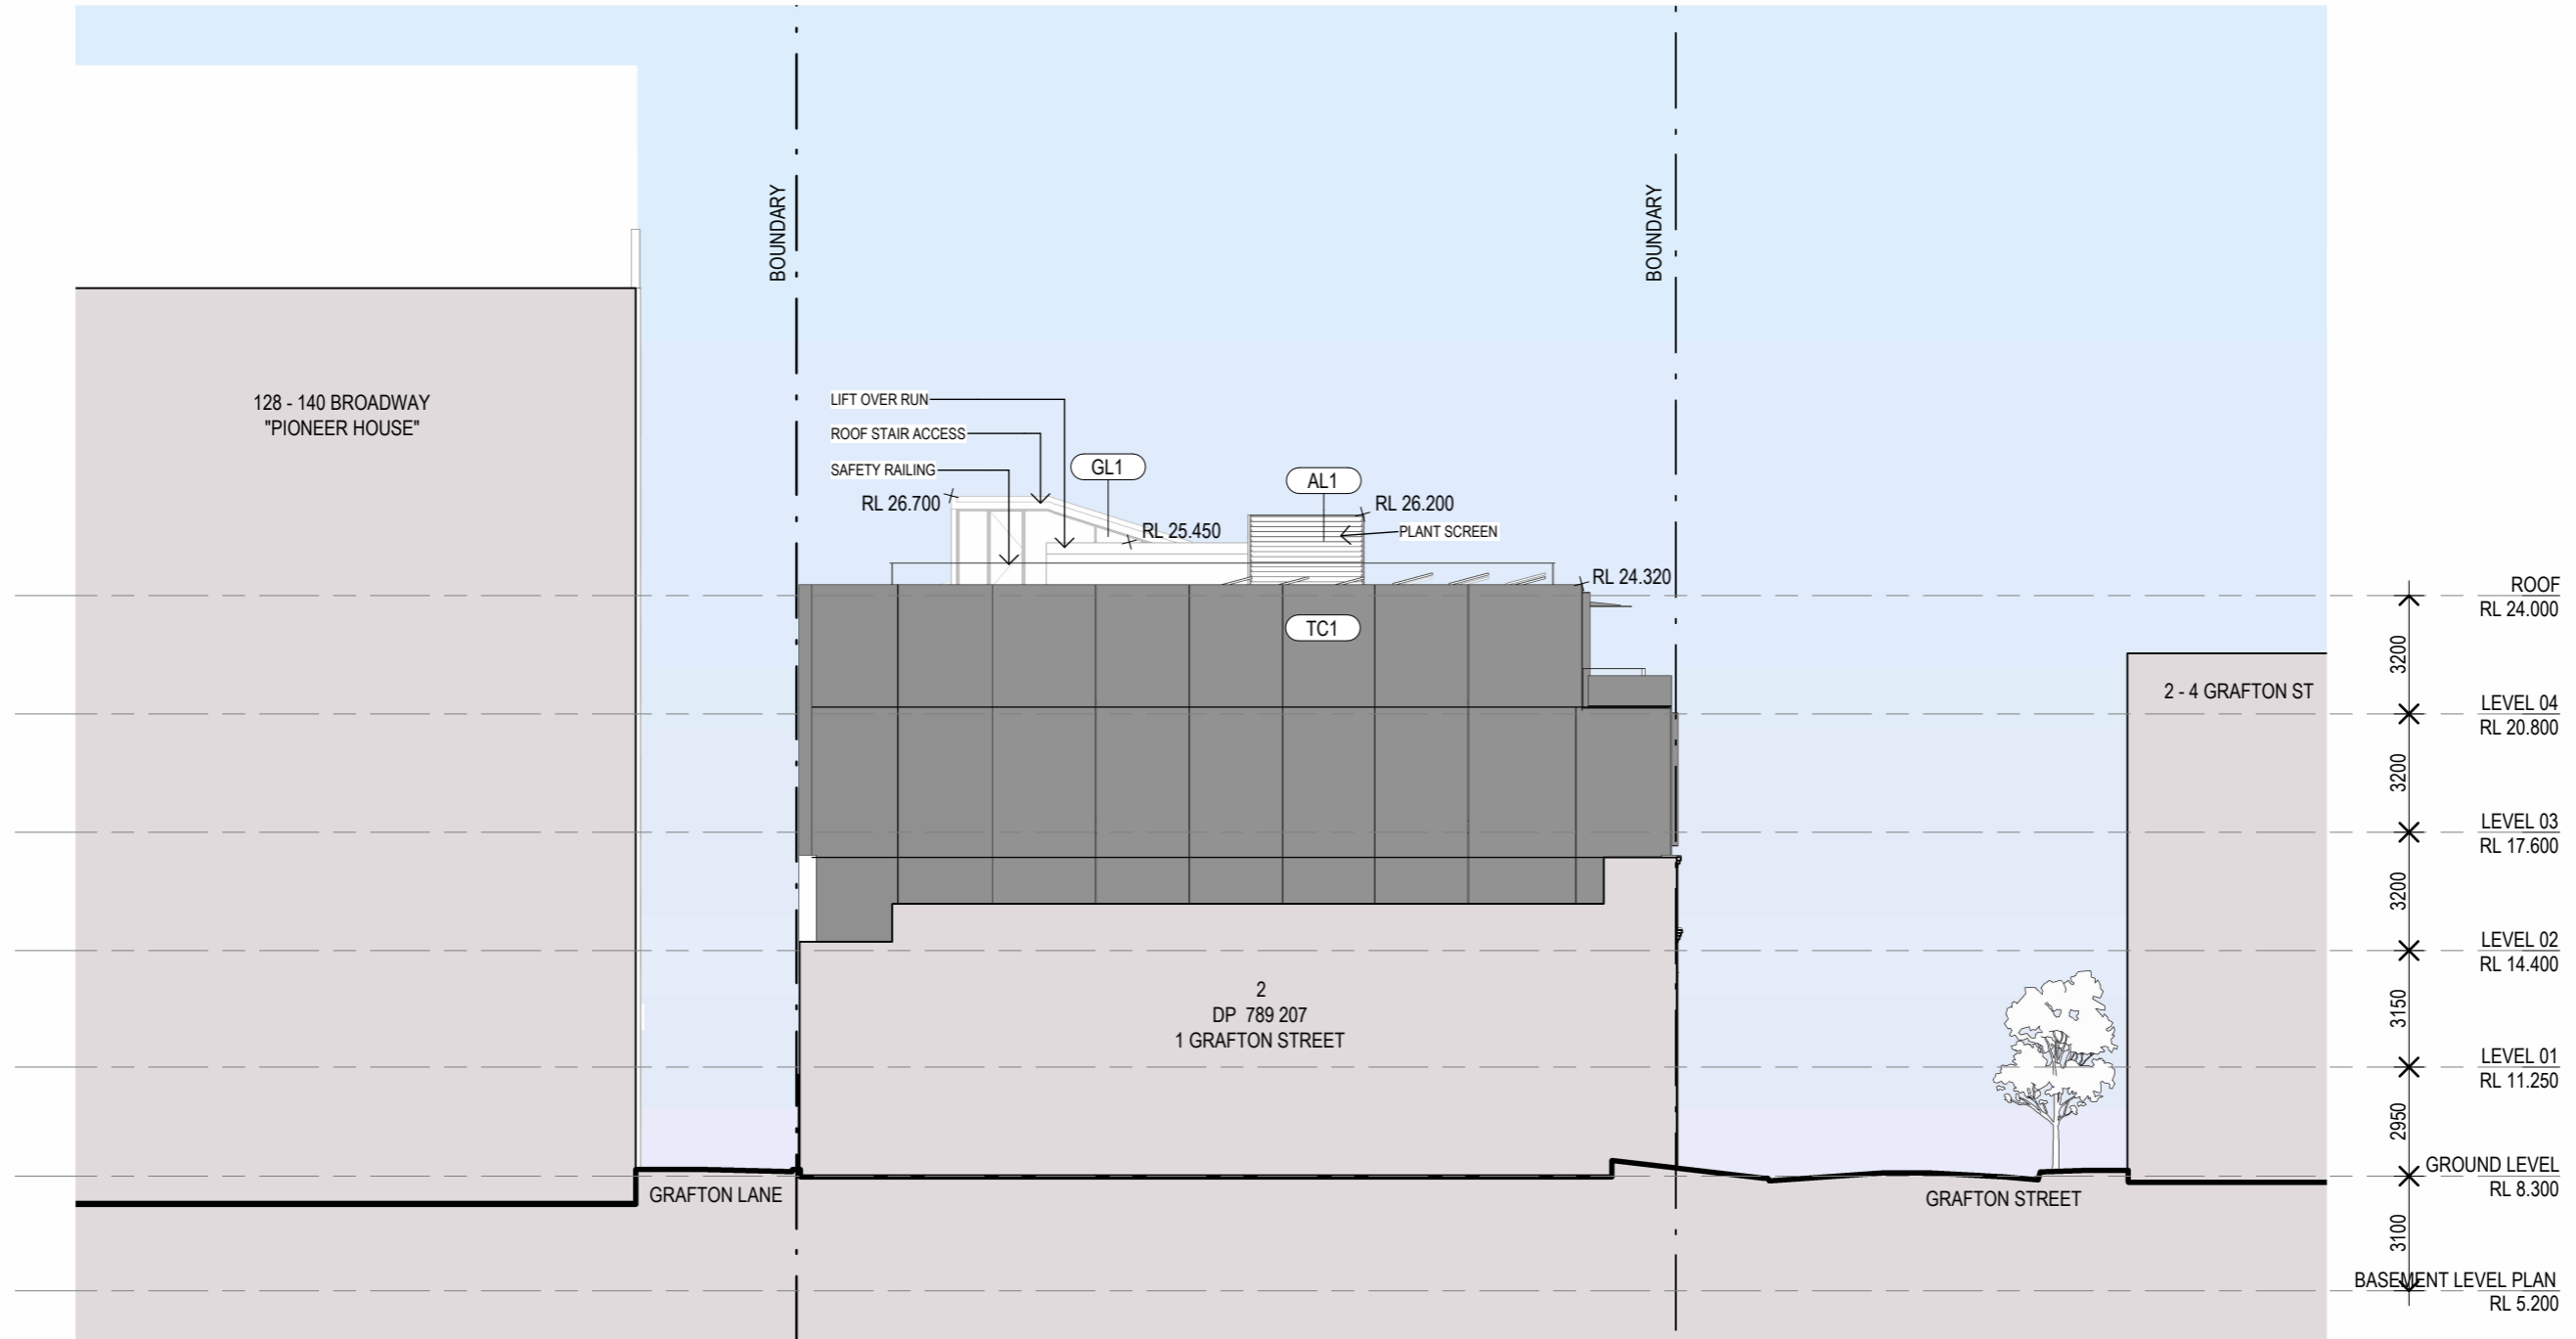 BOUNDARY
BOUNDARY
128 - 140 BROADWAY
"PIONEER HOUSE"
LIFT OVER RUN
ROOF STAIR ACCESS
SAFETY RAILING
GL1
AL1
RL 26.700
RL 26.200
RL 25.450
PLANT SCREEN
RL 24.320
TC1
ROOF
RL 24.000
3200
2 - 4 GRAFTON ST
LEVEL 04
RL 20.800
3200
LEVEL 03
RL 17.600
3200
LEVEL 02
RL 14.400
2
DP 789 207
1 GRAFTON STREET
3150
LEVEL 01
RL 11.250
2950
GROUND LEVEL
RL 8.300
GRAFTON LANE
GRAFTON STREET
3100
BASEMENT LEVEL PLAN
RL 5.200